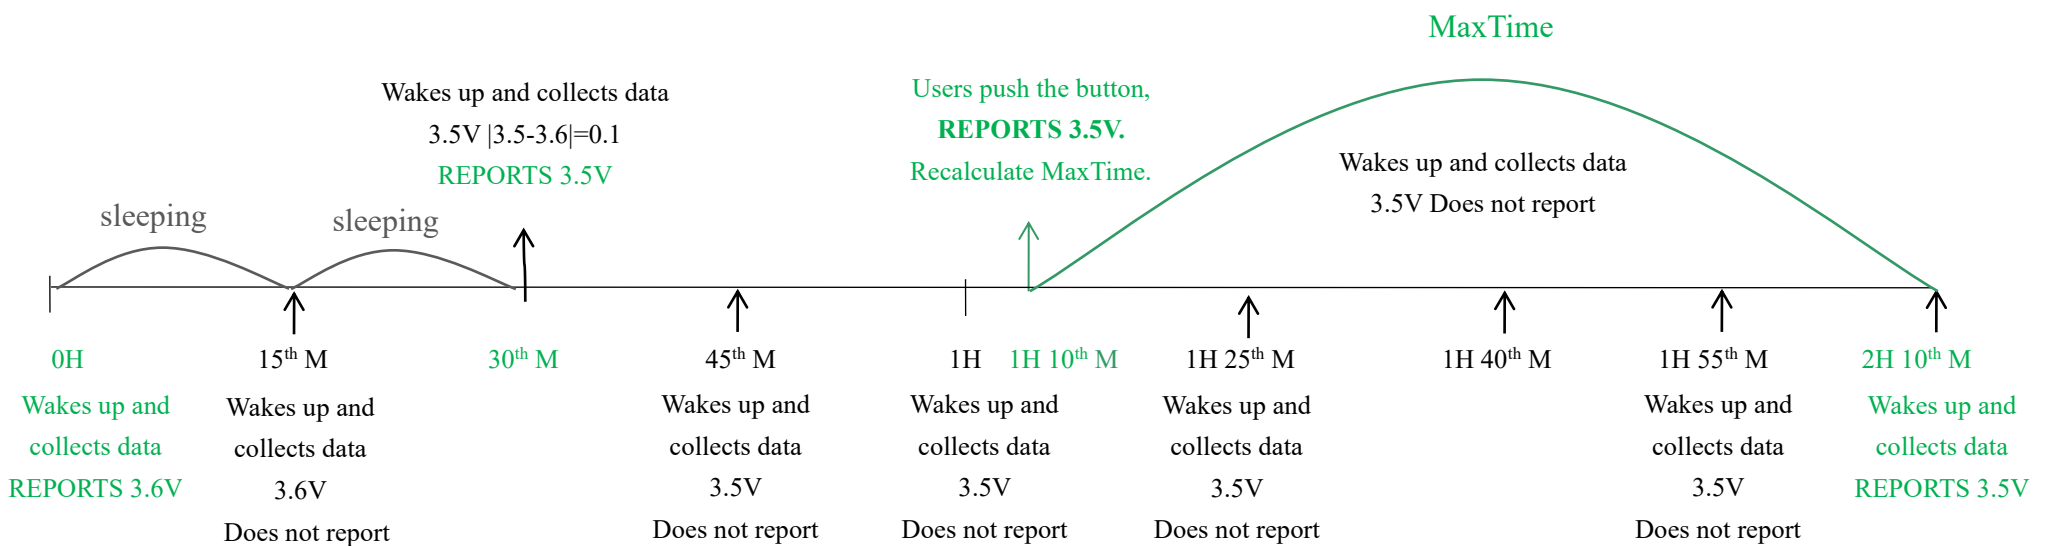 MaxTime
Wakes up and collects data
3.5V |3.5-3.6|=0.1
REPORTS 3.5V
Users push the button,
REPORTS 3.5V.
Recalculate MaxTime.
Wakes up and collects data
3.5V Does not report
sleeping
sleeping
0H
Wakes up and
collects data
REPORTS 3.6V
15th M
Wakes up and
collects data
3.6V
Does not report
30th M
45th M
Wakes up and
collects data
3.5V
Does not report
1H
Wakes up and
collects data
3.5V
Does not report
1H 10th M
1H 25th M
Wakes up and
collects data
3.5V
Does not report
1H 40th M
1H 55th M
Wakes up and
collects data
3.5V
Does not report
2H 10th M
Wakes up and
collects data
REPORTS 3.5V